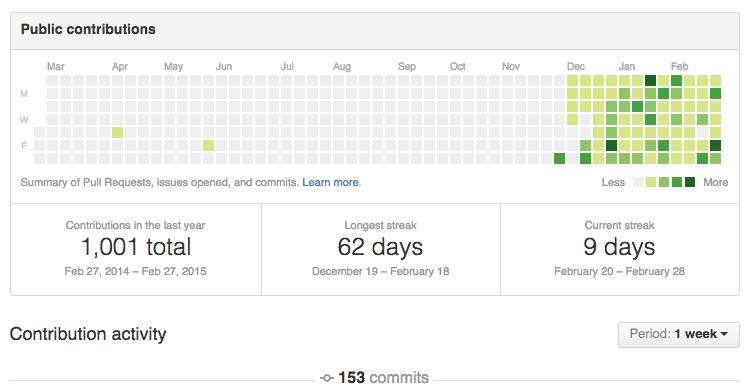 Public contributions
Mar Apr May Jun Jul Aug Sep Oct Nov Dec Jan Feb
M
W
F
Summary of Pull Requests, issues opened, and commits. Learn more. Less More
Contributions in the last year Longest streak Current streak
1,001 total 62 days 9 days
Feb 27, 2014 – Feb 27, 2015 December 19 – February 18 February 20 – February 28
Contribution activity Period: 1 week
153 commits